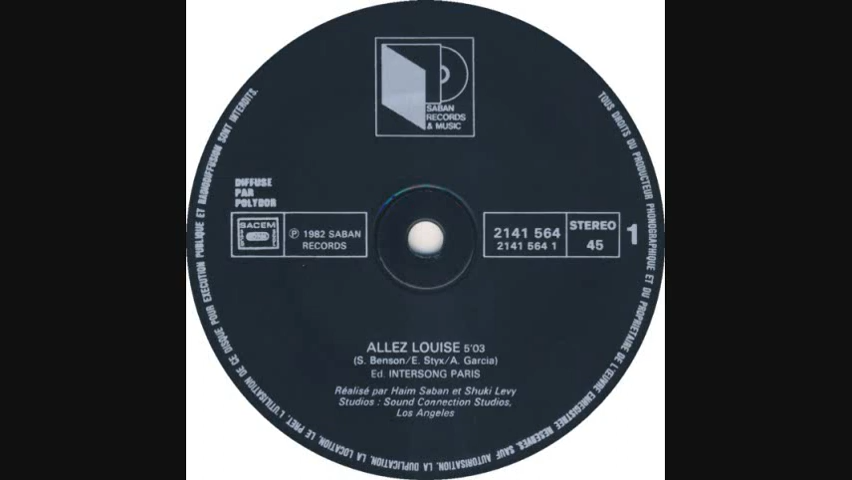 SABAN
RECORDS
& MUSIC
DIFFUSE
PAR
POLYDOR
SACEM
℗ 1982 SABAN
RECORDS
2141 564
2141 564 1
STEREO
45
1
ALLEZ LOUISE 5'03
(S. Benson/E. Styx/A. Garcia)
Ed. INTERSONG PARIS
Réalisé par Haim Saban et Shuki Levy
Studios : Sound Connection Studios,
Los Angeles
TOUS DROITS DU PRODUCTEUR PHONOGRAPHIQUE ET DU PROPRIETAIRE DE L'ŒUVRE ENREGISTREE RESERVES. SAUF AUTORISATION, LA DUPLICATION, LA LOCATION, LE PRET, L'UTILISATION DE CE DISQUE POUR EXECUTION PUBLIQUE ET RADIODIFFUSION SONT INTERDITS.